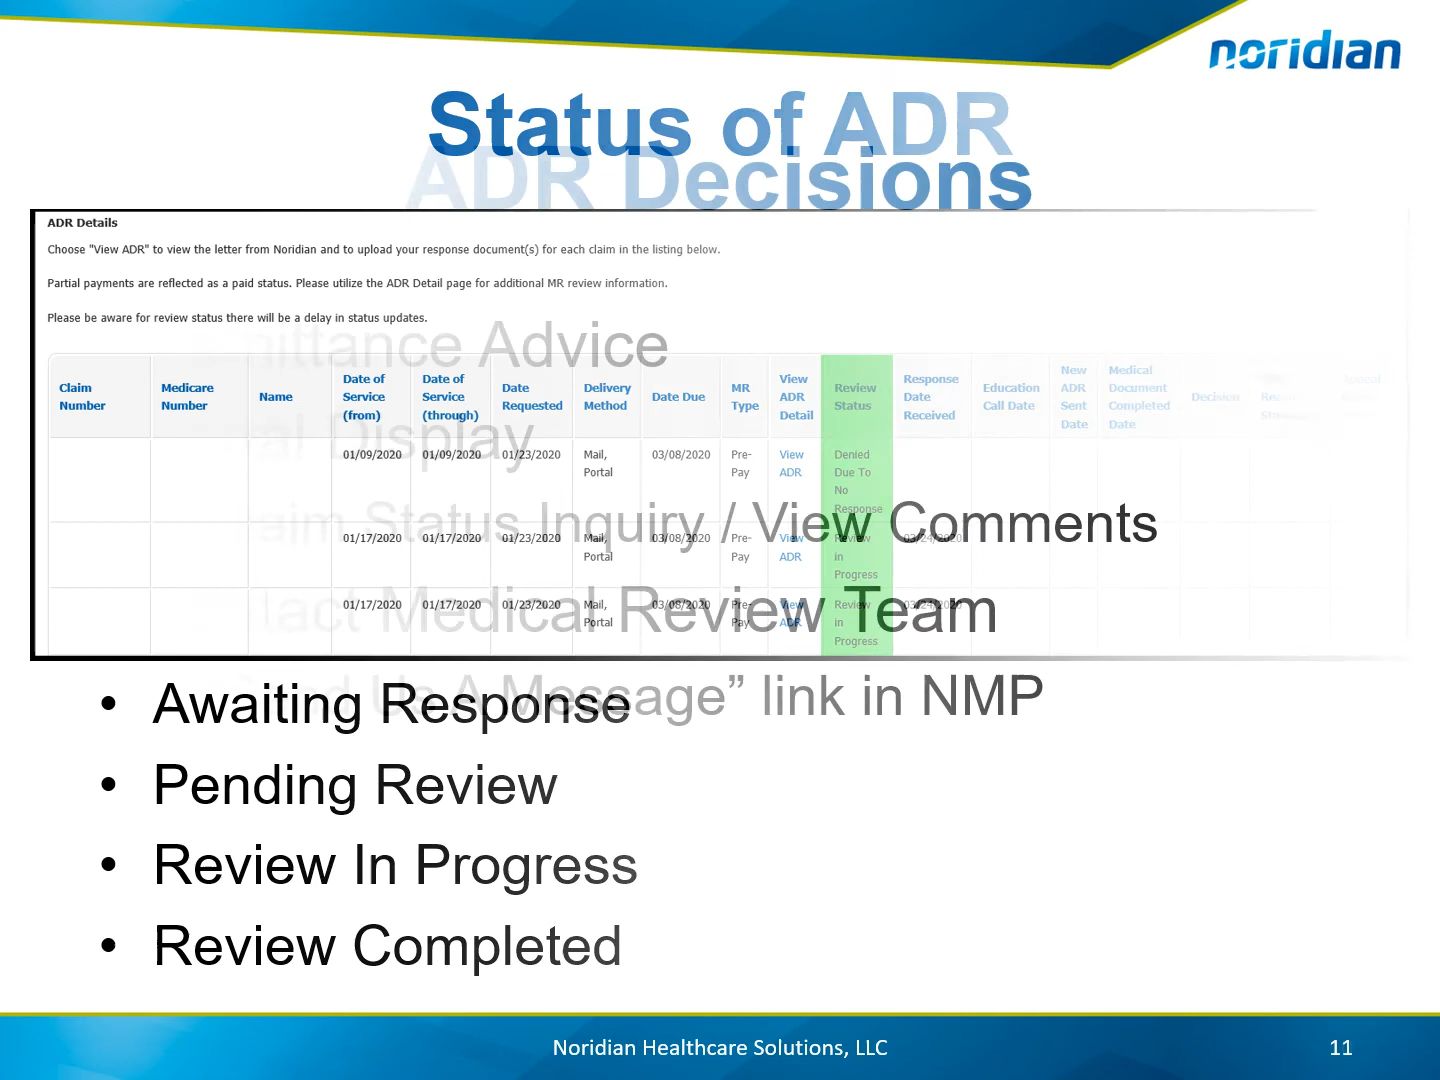 noridian
Status of ADR
ADR Decisions
ADR Details
Choose "View ADR" to view the letter from Noridian and to upload your response document(s) for each claim in the listing below.
Partial payments are reflected as a paid status. Please utilize the ADR Detail page for additional MR review information.
Please be aware for review status there will be a delay in status updates.
Advice
Claim Number
Medicare Number
Name
Date of Service (from)
Date of Service (through)
Date Requested
Delivery Method
Date Due
MR Type
View ADR Detail
Review Status
Response Date Received
Education Call Date
New ADR Sent Date
Medical Document Completed Date
Decision
Display
01/09/2020 01/09/2020 01/23/2020 Mail, Portal 03/08/2020 Pre-Pay View ADR Denied Due To No Response
Status Inquiry / View Comments
01/17/2020 01/17/2020 01/23/2020 Mail, Portal 03/08/2020 Pre-Pay View ADR Review in Progress 03/24/2020
Medical Review Team
01/17/2020 01/17/2020 01/23/2020 Mail, Portal 03/08/2020 Pre-Pay View ADR Review in Progress 03/24/2020
Us A Message” link in NMP
• Awaiting Response
• Pending Review
• Review In Progress
• Review Completed
Noridian Healthcare Solutions, LLC
11